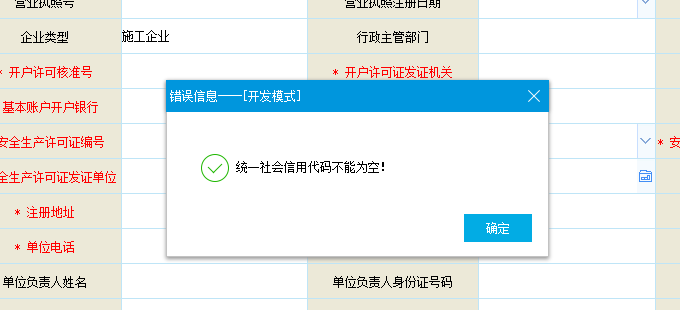 营业执照号 营业执照注册日期
企业类型 施工企业 行政主管部门
* 开户许可核准号 * 开户许可证发证机关
错误信息——[开发模式]
基本账户开户银行
安全生产许可证编号 * 安
统一社会信用代码不能为空!
全生产许可证发证单位
* 注册地址
确定
* 单位电话
单位负责人姓名 单位负责人身份证号码